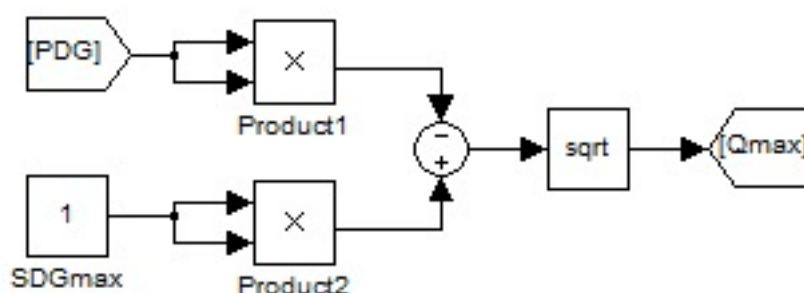 [PDG]
×
Product1
−
+
sqrt
[Qmax]
1
SDGmax
×
Product2